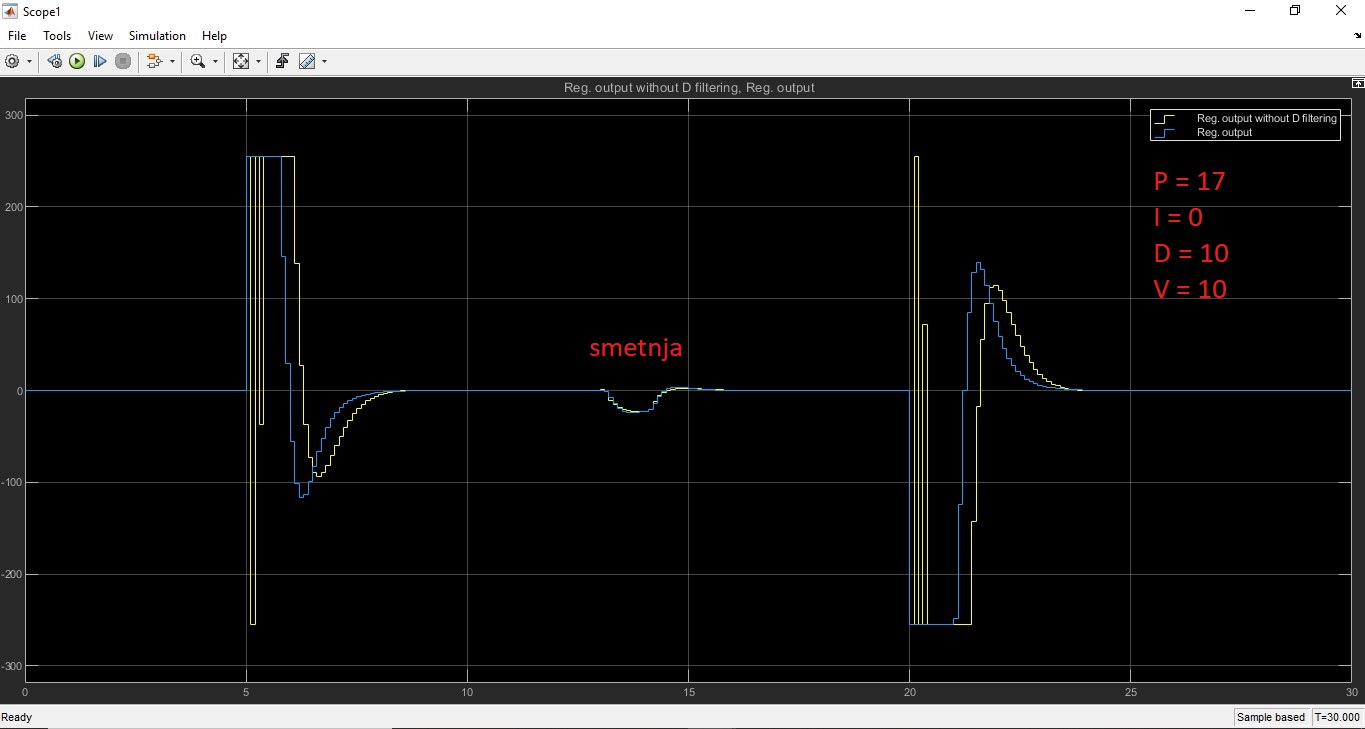 Scope1
File Tools View Simulation Help
Reg. output without D filtering, Reg. output
300
200
100
0
-100
-200
-300
0 5 10 15 20 25 30
Reg. output without D filtering
Reg. output
P = 17
I = 0
D = 10
V = 10
smetnja
Ready
Sample based T=30.000